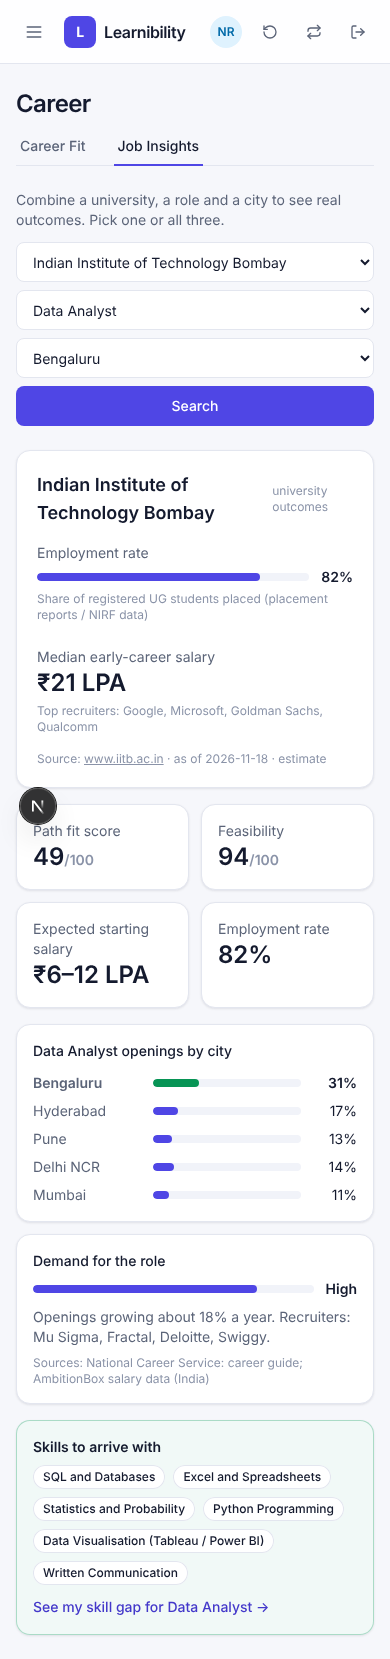 L Learnibility NR
Career
Career Fit Job Insights
Combine a university, a role and a city to see real
outcomes. Pick one or all three.
Indian Institute of Technology Bombay
Data Analyst
Bengaluru
Search
Indian Institute of
Technology Bombay
university
outcomes
Employment rate
82%
Share of registered UG students placed (placement
reports / NIRF data)
Median early-career salary
₹21 LPA
Top recruiters: Google, Microsoft, Goldman Sachs,
Qualcomm
Source: www.iitb.ac.in · as of 2026-11-18 · estimate
N
Path fit score
49/100
Feasibility
94/100
Expected starting
salary
₹6–12 LPA
Employment rate
82%
Data Analyst openings by city
Bengaluru 31%
Hyderabad 17%
Pune 13%
Delhi NCR 14%
Mumbai 11%
Demand for the role
High
Openings growing about 18% a year. Recruiters:
Mu Sigma, Fractal, Deloitte, Swiggy.
Sources: National Career Service: career guide;
AmbitionBox salary data (India)
Skills to arrive with
SQL and Databases Excel and Spreadsheets
Statistics and Probability Python Programming
Data Visualisation (Tableau / Power BI)
Written Communication
See my skill gap for Data Analyst →